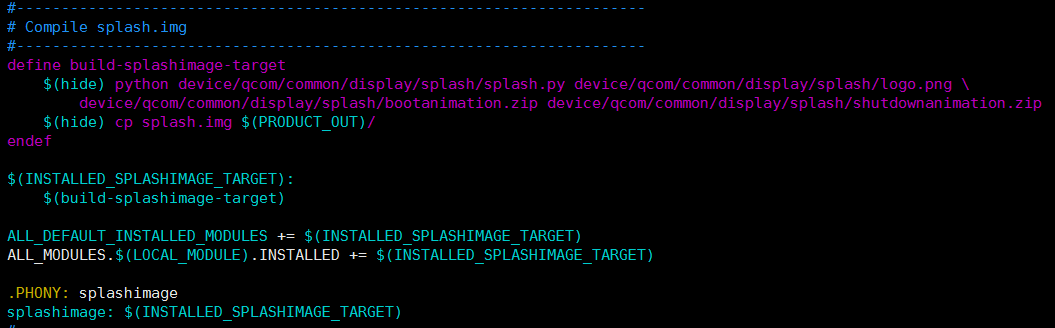 #----------------------------------------------------------------------
# Compile splash.img
#----------------------------------------------------------------------
define build-splashimage-target
    $(hide) python device/qcom/common/display/splash/splash.py device/qcom/common/display/splash/logo.png \
        device/qcom/common/display/splash/bootanimation.zip device/qcom/common/display/splash/shutdownanimation.zip
    $(hide) cp splash.img $(PRODUCT_OUT)/
endef

$(INSTALLED_SPLASHIMAGE_TARGET):
    $(build-splashimage-target)

ALL_DEFAULT_INSTALLED_MODULES += $(INSTALLED_SPLASHIMAGE_TARGET)
ALL_MODULES.$(LOCAL_MODULE).INSTALLED += $(INSTALLED_SPLASHIMAGE_TARGET)

.PHONY: splashimage
splashimage: $(INSTALLED_SPLASHIMAGE_TARGET)